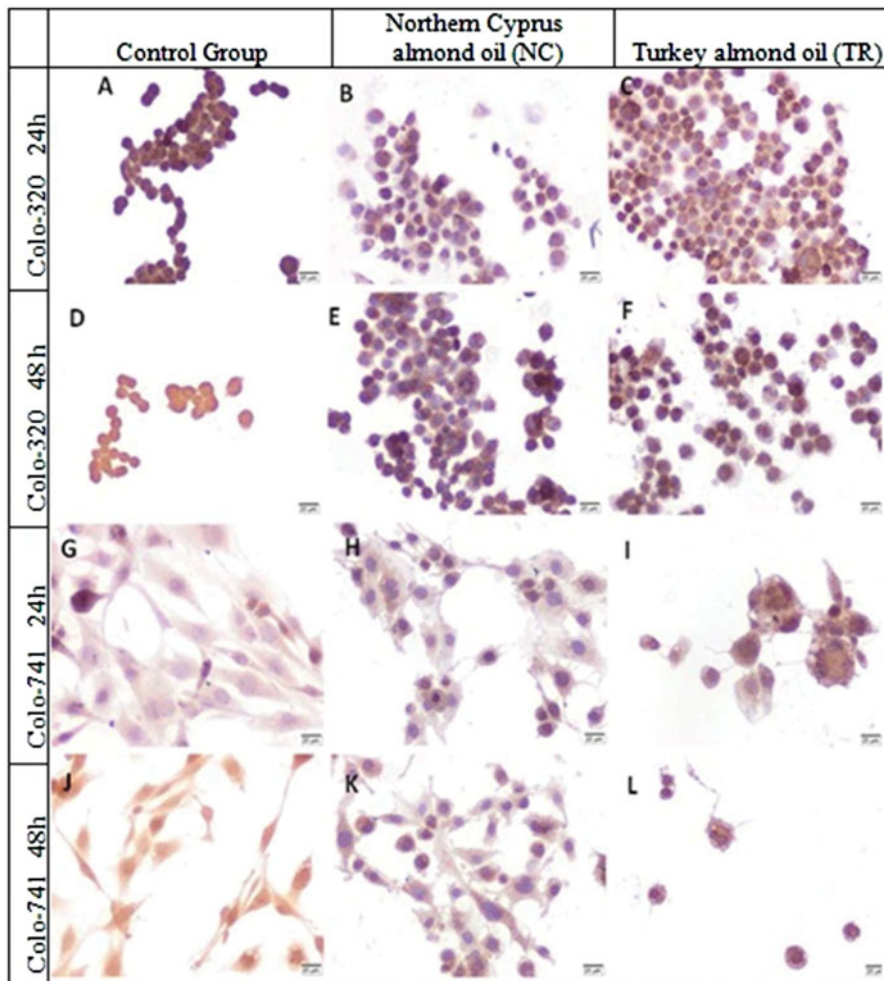 Control Group
Northern Cyprus
almond oil (NC)
Turkey almond oil (TR)
Colo-320 24h
A
B
C
Colo-320 48h
D
E
F
Colo-741 24h
G
H
I
Colo-741 48h
J
K
L